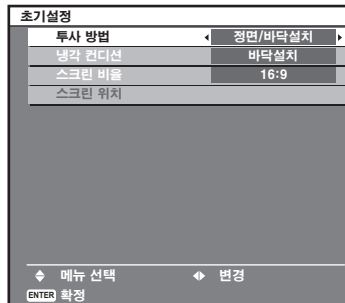 초기설정
투사 방법 정면/바닥설치
냉각 컨디션 바닥설치
스크린 비율 16:9
스크린 위치
메뉴 선택 변경
ENTER 확정